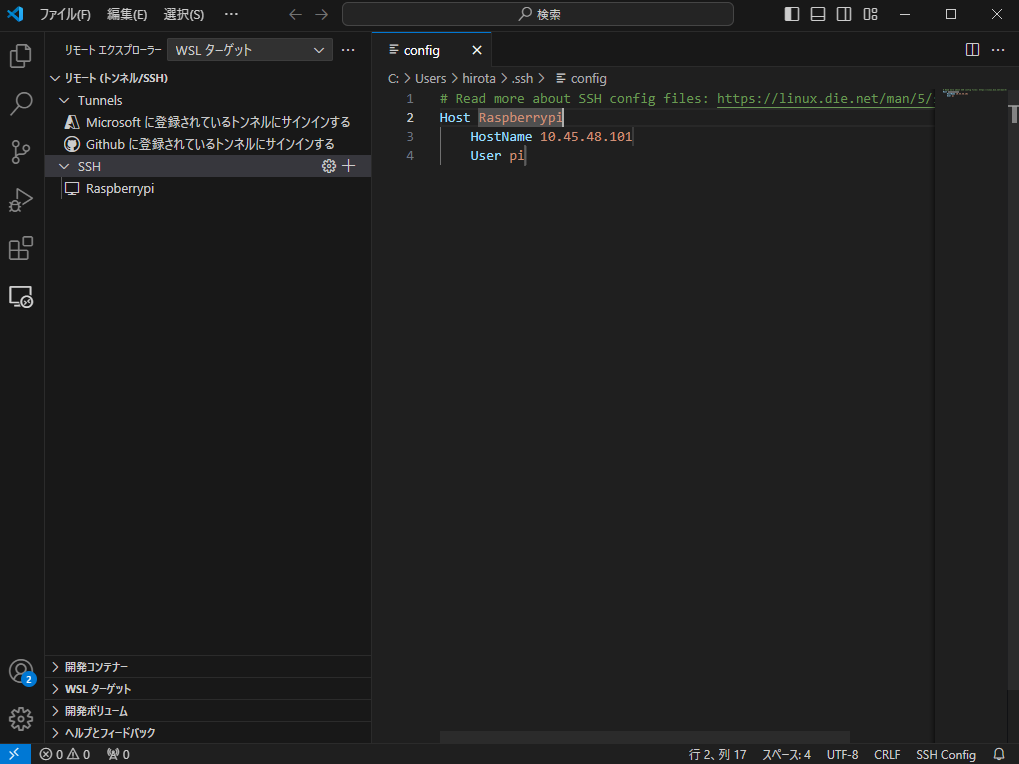 ファイル(F) 編集(E) 選択(S) ··· 検索
リモート エクスプローラー WSL ターゲット ···
リモート (トンネル/SSH)
Tunnels
Microsoft に登録されているトンネルにサインインする
Github に登録されているトンネルにサインインする
SSH
Raspberrypi
開発コンテナー
WSL ターゲット
開発ボリューム
ヘルプとフィードバック
2
config
C: > Users > hirota > .ssh > config
1 # Read more about SSH config files: https://linux.die.net/man/5/
2 Host Raspberrypi
3 HostName 10.45.48.101
4 User pi
0 0 0 行 2、列 17 スペース: 4 UTF-8 CRLF SSH Config